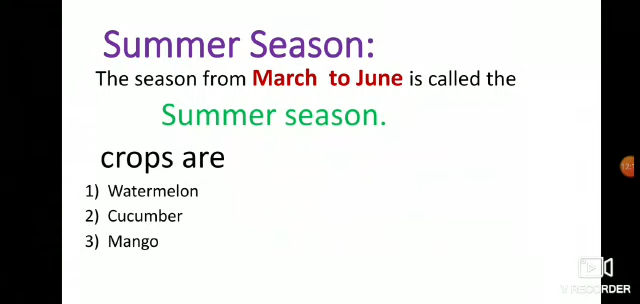 Summer Season:
The season from March to June is called the
Summer season.
crops are
1) Watermelon
2) Cucumber
3) Mango
V RECORDER